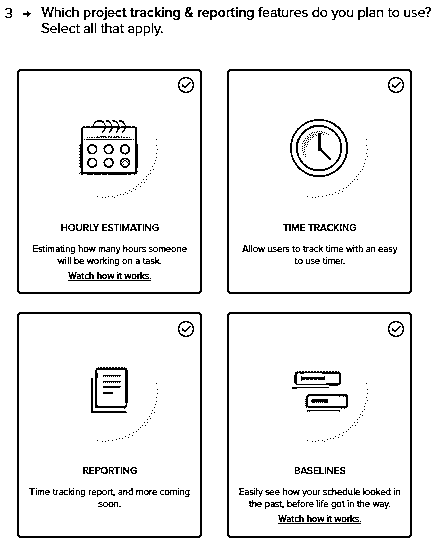 3 → Which project tracking & reporting features do you plan to use?
Select all that apply.
HOURLY ESTIMATING
Estimating how many hours someone
will be working on a task.
Watch how it works.
TIME TRACKING
Allow users to track time with an easy
to use timer.
REPORTING
Time tracking report, and more coming
soon.
BASELINES
Easily see how your schedule looked in
the past, before life got in the way.
Watch how it works.